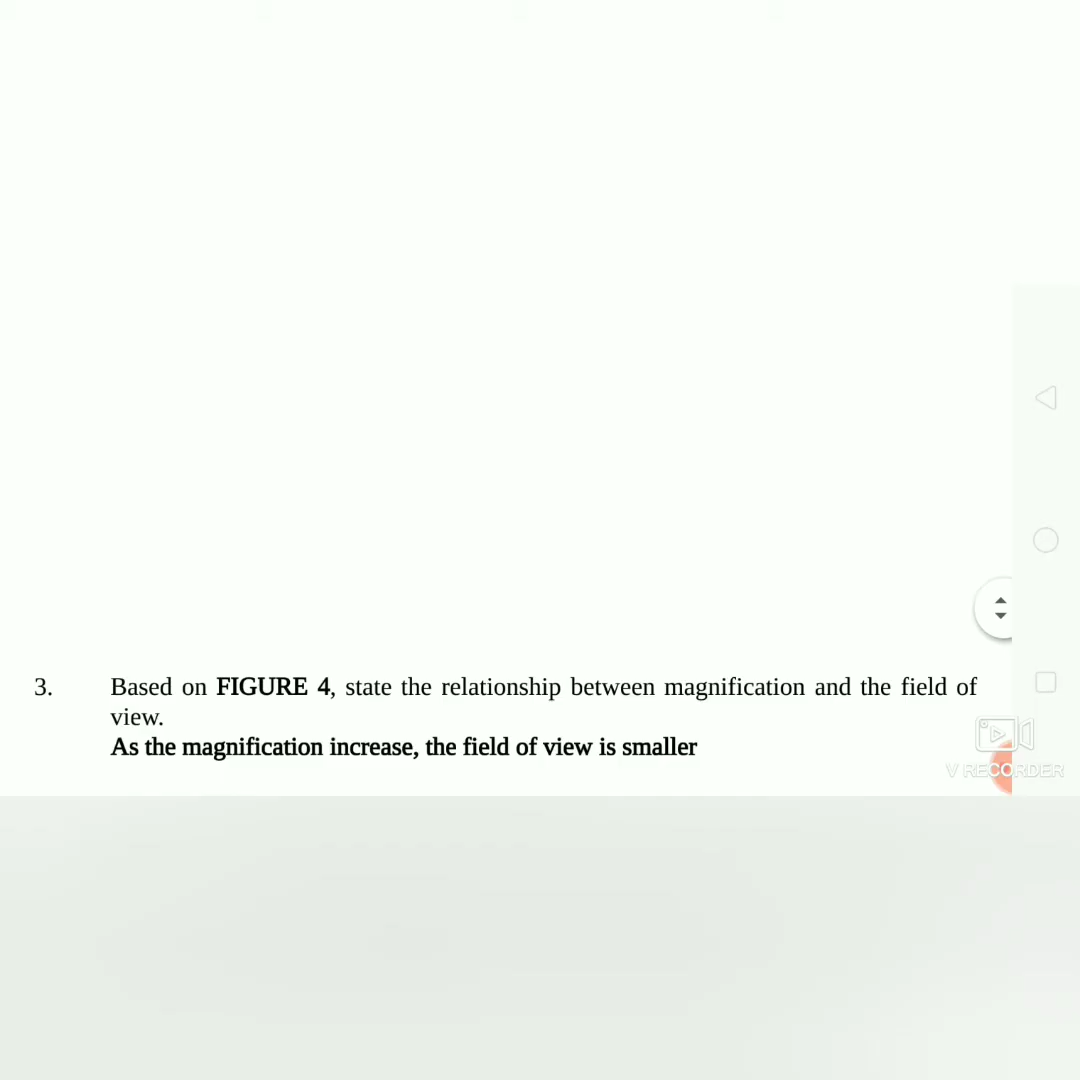 3. Based on FIGURE 4, state the relationship between magnification and the field of
view.
As the magnification increase, the field of view is smaller
V RECORDER